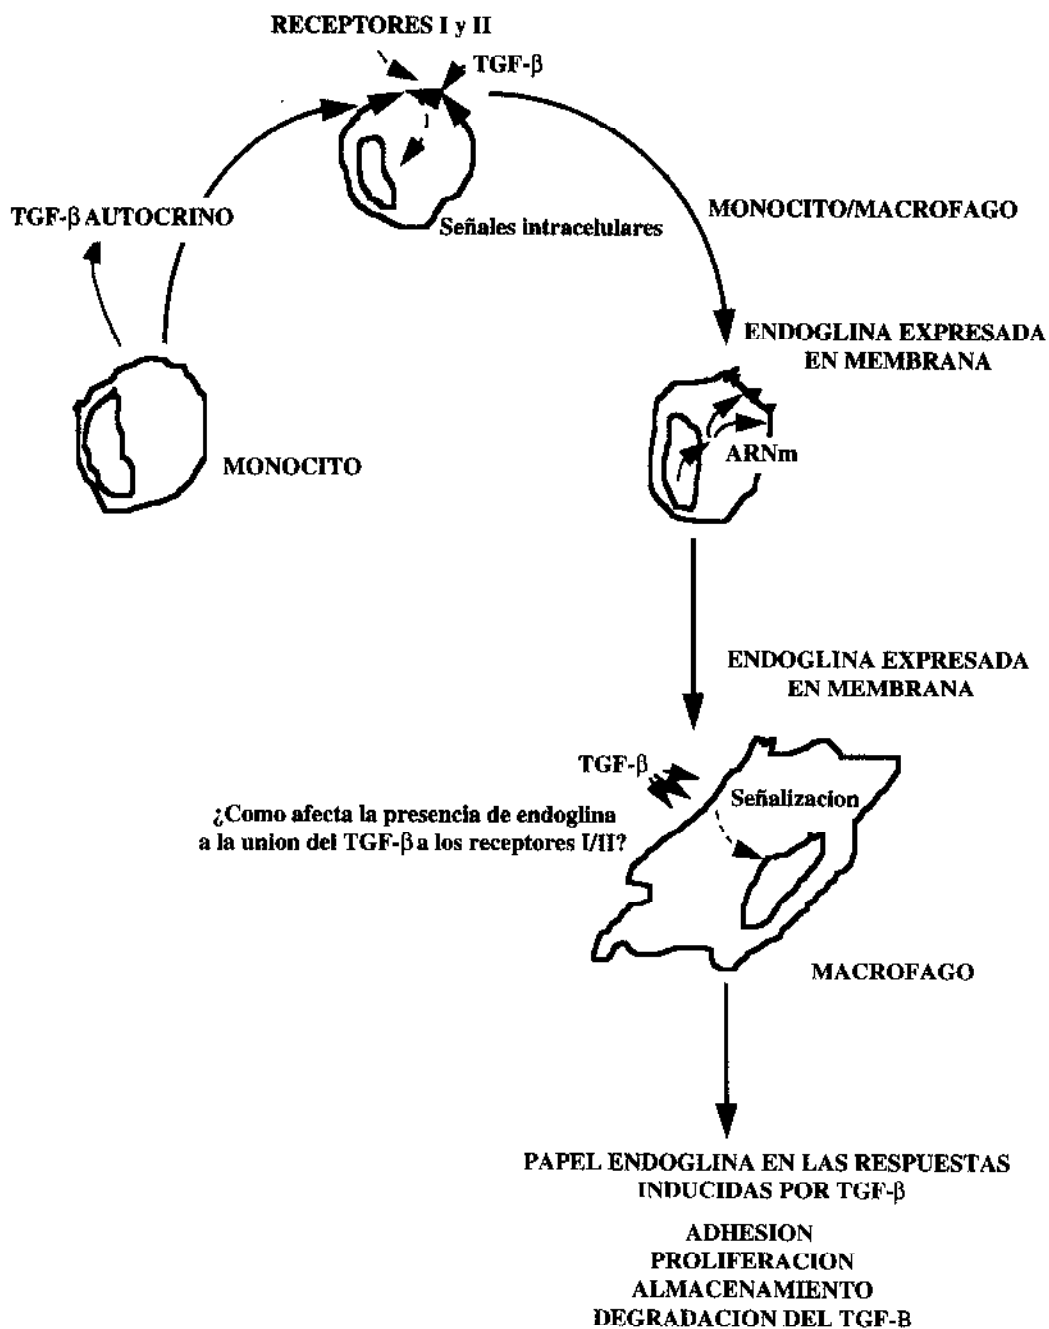 RECEPTORES I y II
TGF-β
TGF-β AUTOCRINO
Señales intracelulares
MONOCITO/MACROFAGO
ENDOGLINA EXPRESADA
EN MEMBRANA
MONOCITO
ARNm
ENDOGLINA EXPRESADA
EN MEMBRANA
TGF-β
Señalizacion
¿Como afecta la presencia de endoglina
a la union del TGF-β a los receptores I/II?
MACROFAGO
PAPEL ENDOGLINA EN LAS RESPUESTAS
INDUCIDAS POR TGF-β
ADHESION
PROLIFERACION
ALMACENAMIENTO
DEGRADACION DEL TGF-B